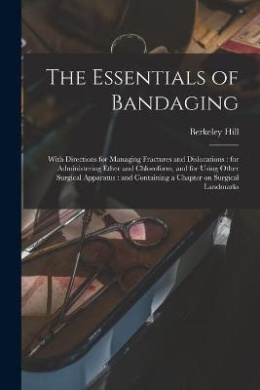 The Essentials of
Bandaging
Berkeley Hill
With Directions for Managing Fractures and Dislocations : for
Administering Ether and Chloroform, and for Using Other
Surgical Apparatus : and Containing a Chapter on Surgical
Landmarks